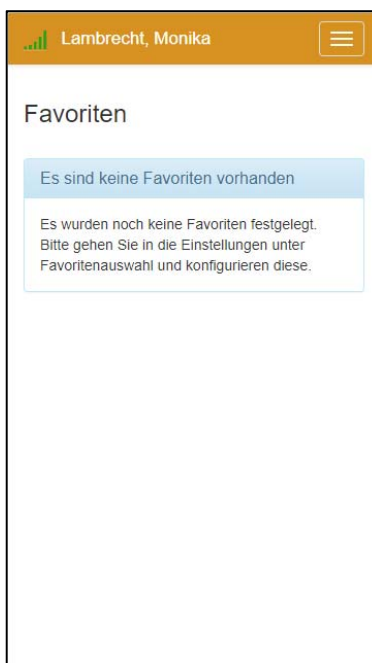 Lambrecht, Monika
Favoriten
Es sind keine Favoriten vorhanden
Es wurden noch keine Favoriten festgelegt.
Bitte gehen Sie in die Einstellungen unter
Favoritenauswahl und konfigurieren diese.